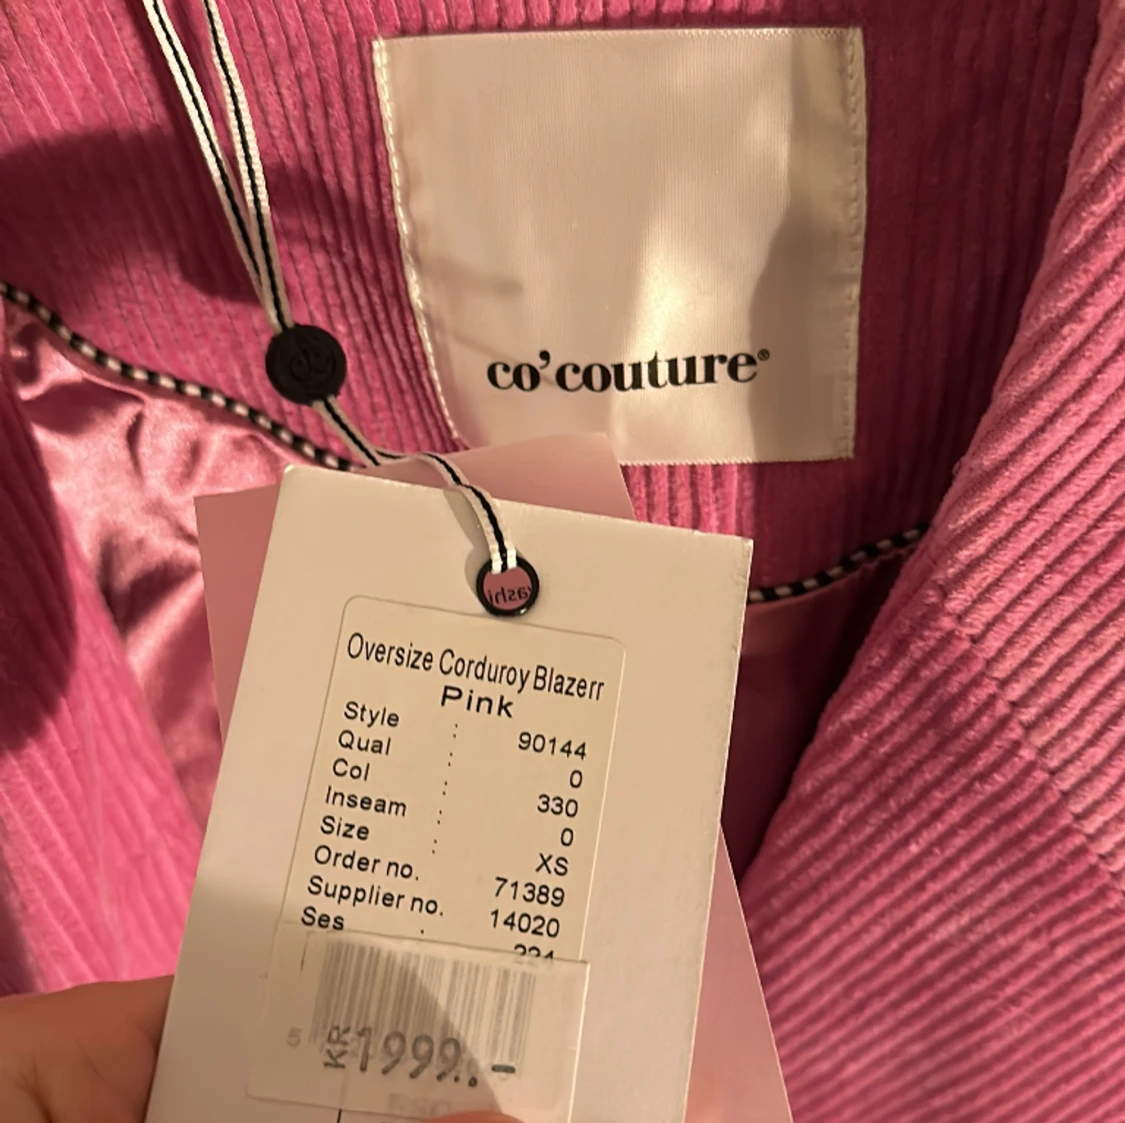 co'couture®
Oversize Corduroy Blazerr
Pink
Style : 90144
Qual : 0
Col : 330
Inseam : 0
Size : XS
Order no. 71389
Supplier no. 14020
Ses .
5
KR 1999.-